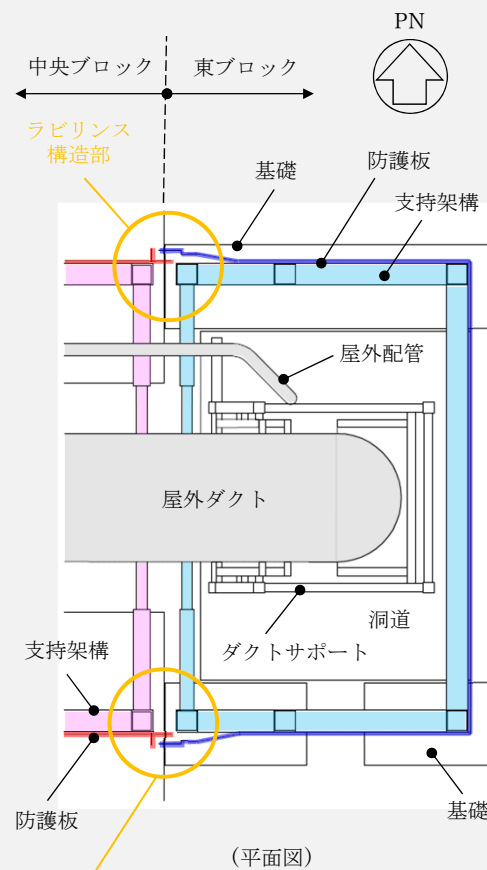 PN
中央ブロック
東ブロック
ラビリンス
構造部
基礎
防護板
支持架構
屋外配管
屋外ダクト
洞道
支持架構
ダクトサポート
防護板
基礎
(平面図)